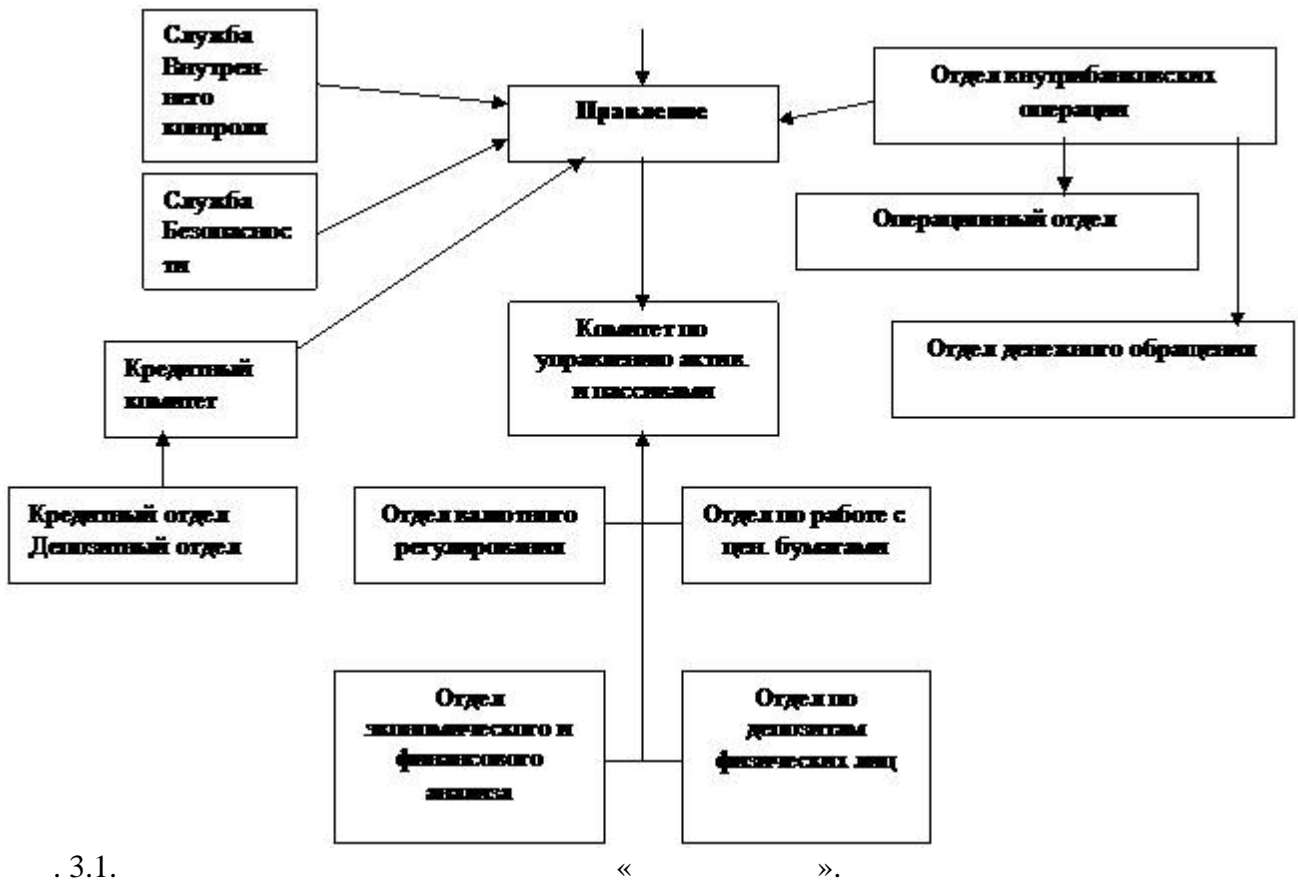 Служба
Внутрен-
него
контроля
Правление
Отдел внутрибанковских
операции
Служба
Безопаснос
ти
Операционный отдел
Комитет по
управлению актив.
и пассивами
Отдел денежного обращения
Кредитный
комитет
Кредитный отдел
Депозитный отдел
Отдел валютного
регулирования
Отдел по работе с
цен. бумагами
Отдел
экономического и
финансового
анализа
Отдел по
депозитам
физических лиц
. 3.1. « ».